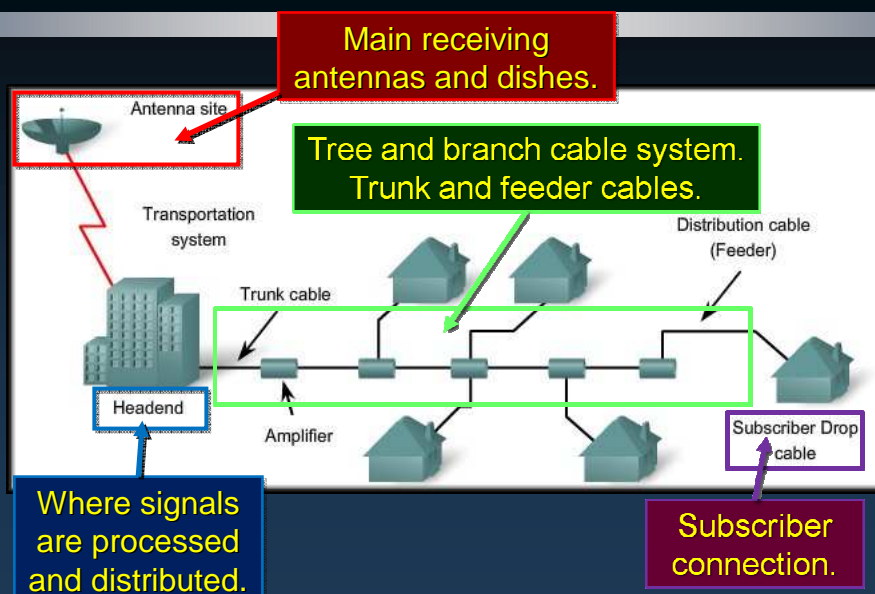 Main receiving
antennas and dishes.
Antenna site
Tree and branch cable system.
Trunk and feeder cables.
Transportation
system
Distribution cable
(Feeder)
Trunk cable
Headend
Amplifier
Subscriber Drop
cable
Where signals
are processed
and distributed.
Subscriber
connection.